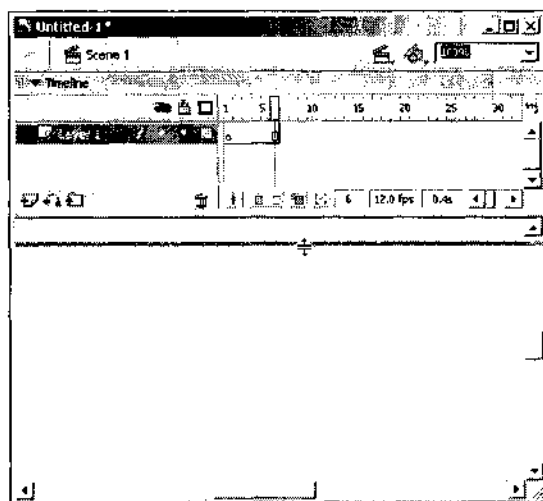 Untitled-1*
Scene 1
100%
Timeline
1 5 10 15 20 25 30
Layer 1
6 12.0 fps 0.4s